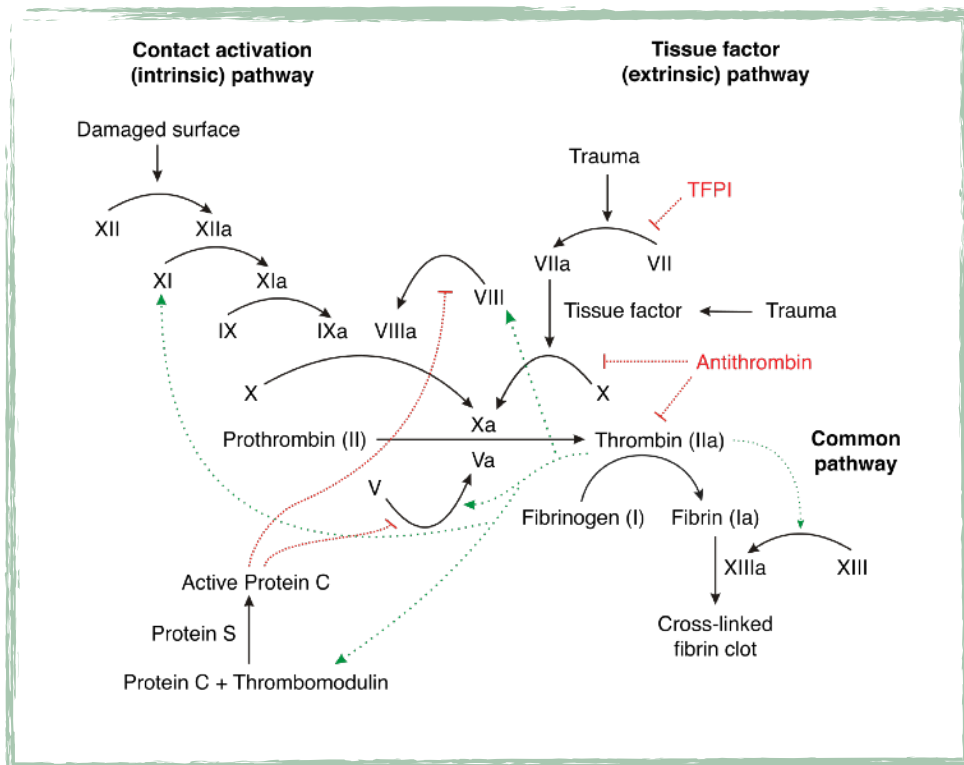 Contact activation
(intrinsic) pathway
Tissue factor
(extrinsic) pathway
Damaged surface
Trauma
TFPI
XII
XIIa
VIIa
VII
XI
XIa
VIII
Tissue factor
Trauma
IX
IXa
VIIIa
X
X
Antithrombin
Xa
Prothrombin (II)
Thrombin (IIa)
Common
pathway
Va
V
Fibrinogen (I)
Fibrin (Ia)
XIIIa
XIII
Active Protein C
Protein S
Cross-linked
fibrin clot
Protein C + Thrombomodulin